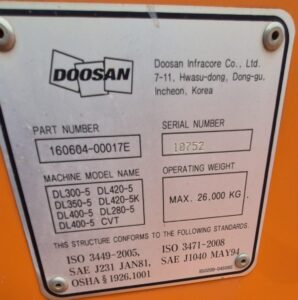 DOOSAN
Doosan Infracore Co., Ltd.
7-11, Hwasu-dong, Dong-gu,
Incheon, Korea
PART NUMBER
160604-00017E
SERIAL NUMBER
10752
MACHINE MODEL NAME
DL300-5 DL420-5
DL350-5 DL420-5K
DL400-5 DL280-5
DL400-5 CVT
OPERATING WEIGHT
MAX. 26,000 KG
THIS STRUCTURE CONFORMS TO THE FOLLOWING STANDARDS.
ISO 3449-2005, ISO 3471-2008
SAE J231 JAN81, SAE J1040 MAY94
OSHA § 1926.1001